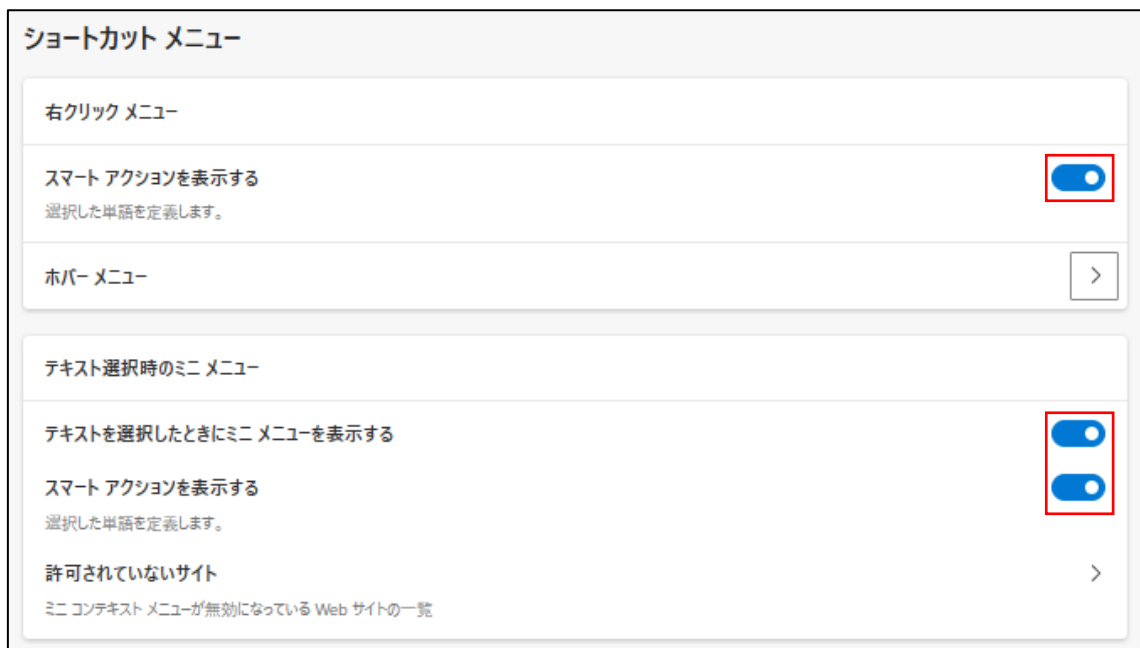 ショートカット メニュー
右クリック メニュー
スマート アクションを表示する
選択した単語を定義します。
ホバー メニュー
テキスト選択時のミニ メニュー
テキストを選択したときにミニ メニューを表示する
スマート アクションを表示する
選択した単語を定義します。
許可されていないサイト
ミニ コンテキスト メニューが無効になっている Web サイトの一覧